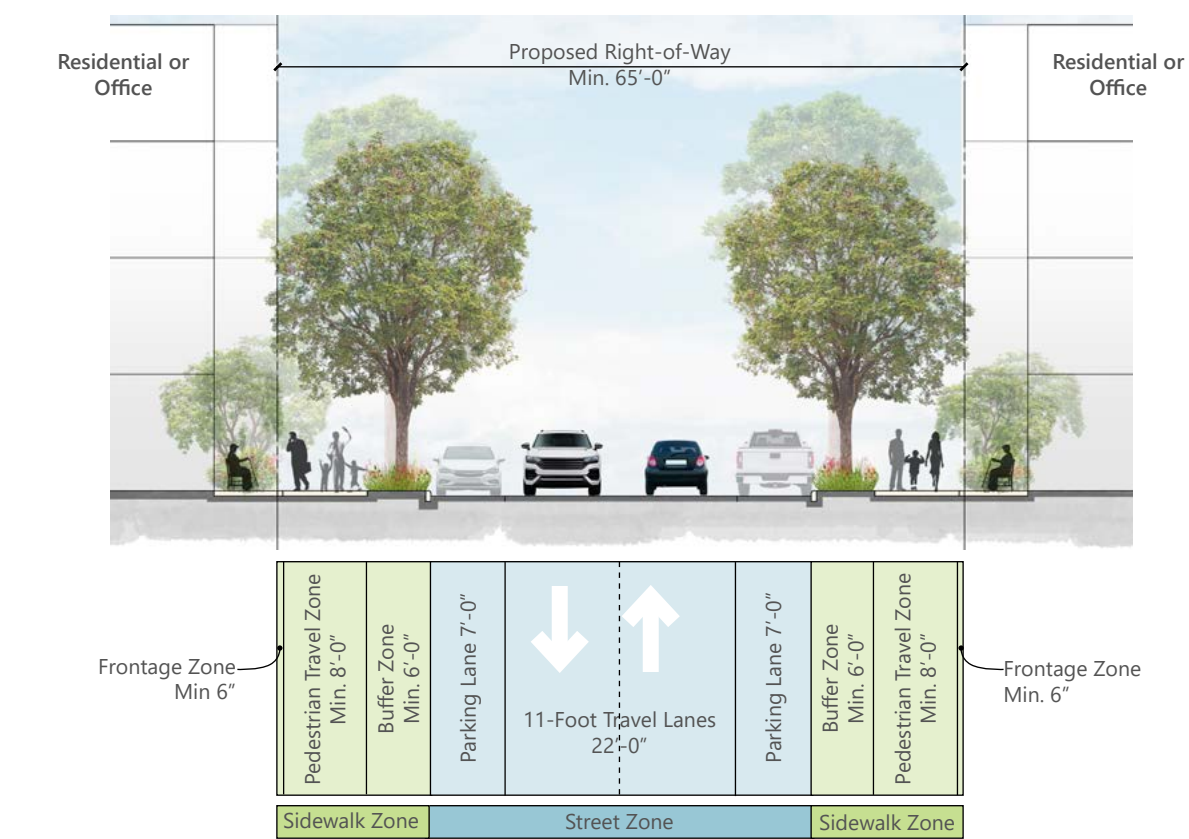 Residential or
Office
Proposed Right-of-Way
Min. 65’-0”
Residential or
Office
Frontage Zone
Min 6”
Pedestrian Travel Zone
Min. 8’-0”
Buffer Zone
Min. 6’-0”
Parking Lane 7’-0”
11-Foot Travel Lanes
22’-0”
Parking Lane 7’-0”
Buffer Zone
Min. 6’-0”
Pedestrian Travel Zone
Min. 8’-0”
Frontage Zone
Min. 6”
Sidewalk Zone
Street Zone
Sidewalk Zone